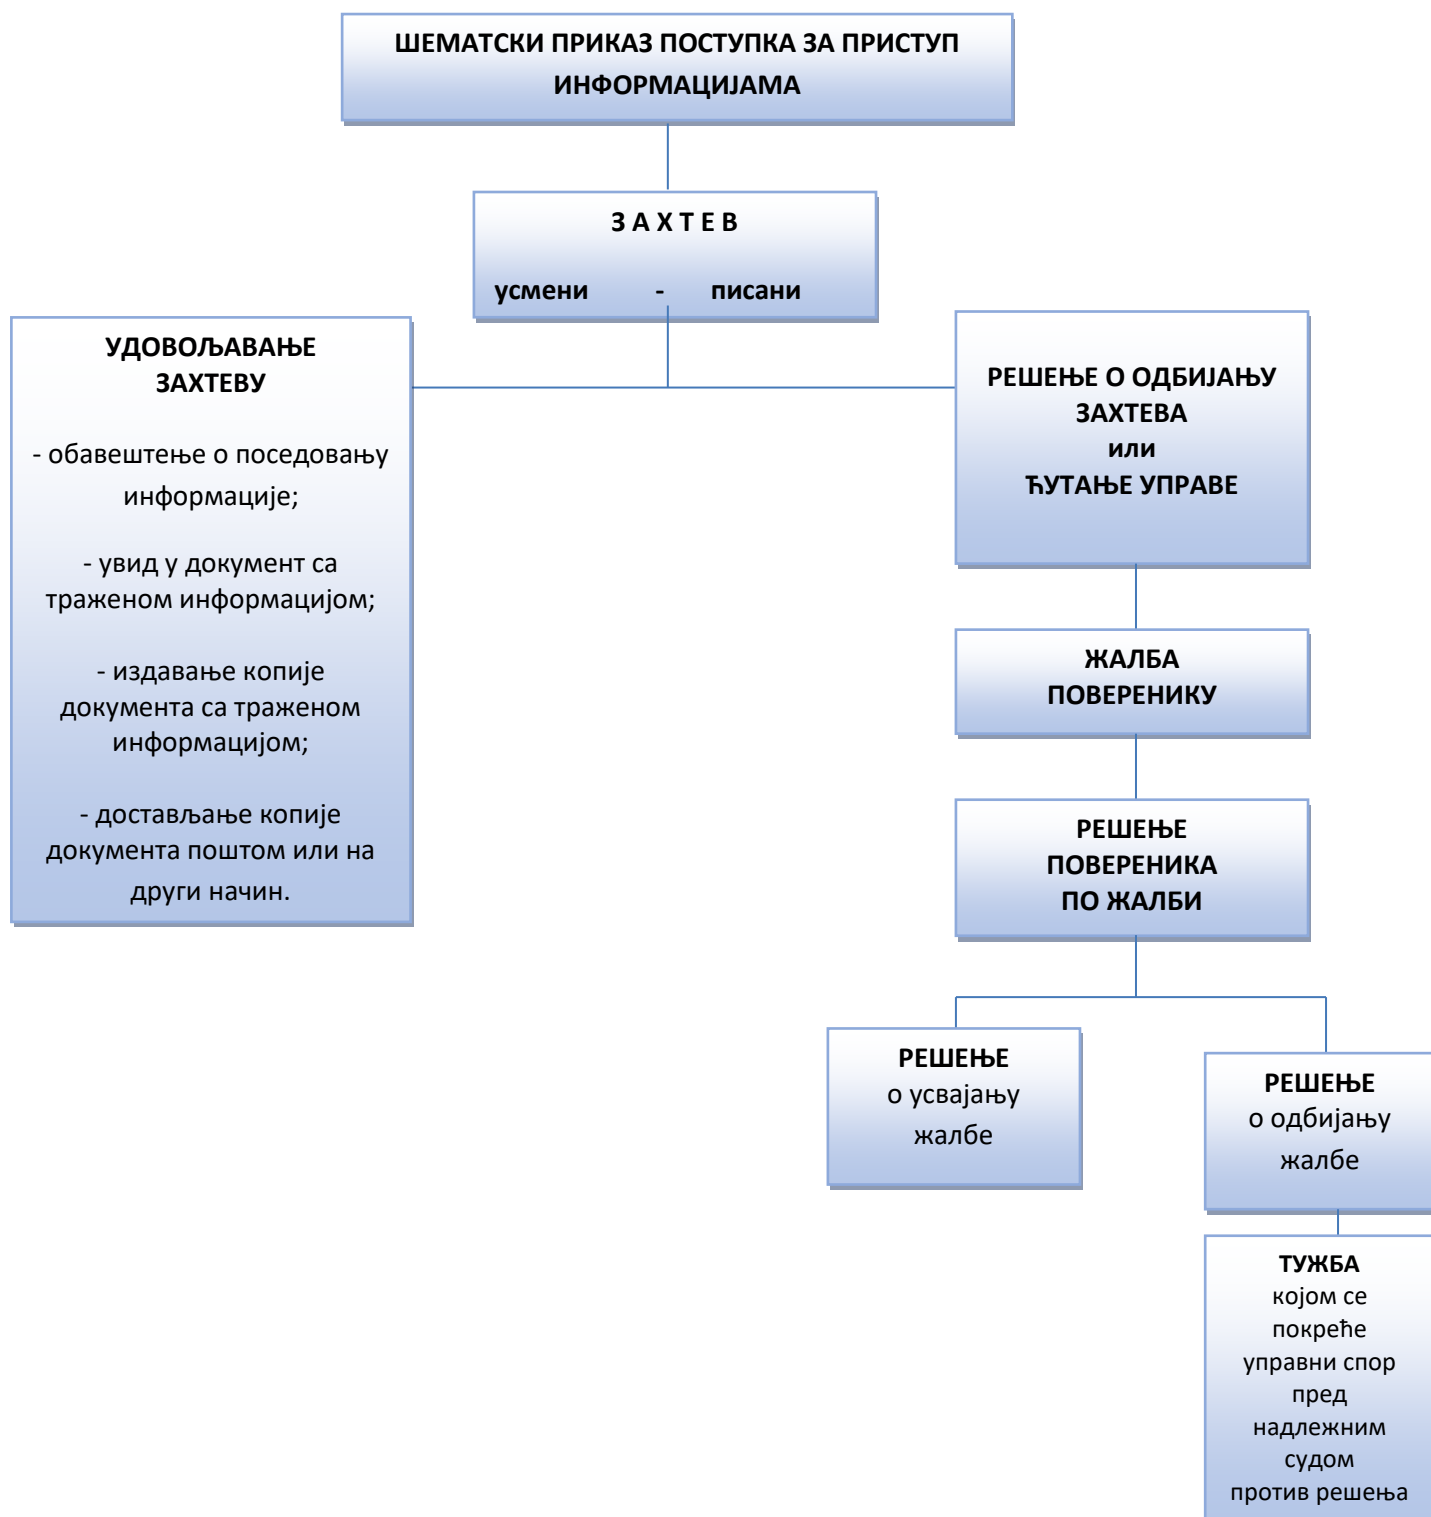 ШЕМАТСКИ ПРИКАЗ ПОСТУПКА ЗА ПРИСТУП
ИНФОРМАЦИЈАМА
З А Х Т Е В
усмени - писани
УДОВОЉАВАЊЕ
ЗАХТЕВУ
- обавештење о поседовању
информације;
- увид у документ са
траженом информацијом;
- издавање копије
документа са траженом
информацијом;
- достављање копије
документа поштом или на
други начин.
РЕШЕЊЕ О ОДБИЈАЊУ
ЗАХТЕВА
или
ЋУТАЊЕ УПРАВЕ
ЖАЛБА
ПОВЕРЕНИКУ
РЕШЕЊЕ
ПОВЕРЕНИКА
ПО ЖАЛБИ
РЕШЕЊЕ
о усвајању
жалбе
РЕШЕЊЕ
о одбијању
жалбе
ТУЖБА
којом се
покреће
управни спор
пред
надлежним
судом
против решења